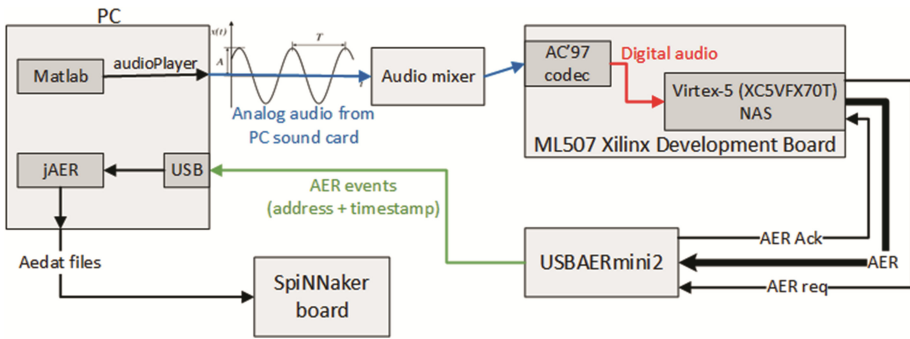 PC
Matlab
audioPlayer
x(t)
T
A
t
Analog audio from
PC sound card
Audio mixer
AC'97
codec
Digital audio
Virtex-5 (XC5VFX70T)
NAS
ML507 Xilinx Development Board
jAER
USB
AER events
(address + timestamp)
USBAERmini2
AER Ack
AER
AER req
Aedat files
SpiNNaker
board